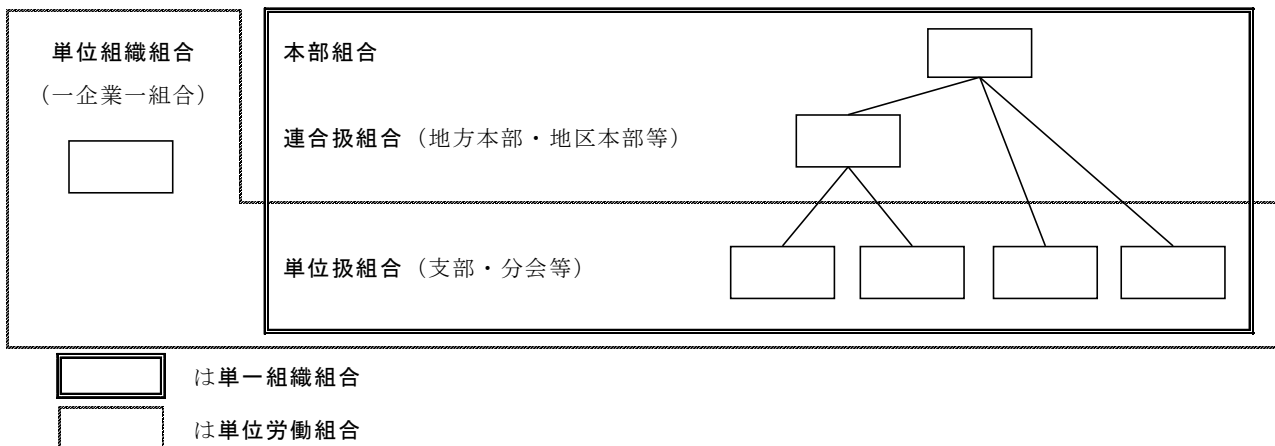 単位組織組合
（一企業一組合）
本部組合
連合扱組合（地方本部・地区本部等）
単位扱組合（支部・分会等）
は単一組織組合
は単位労働組合